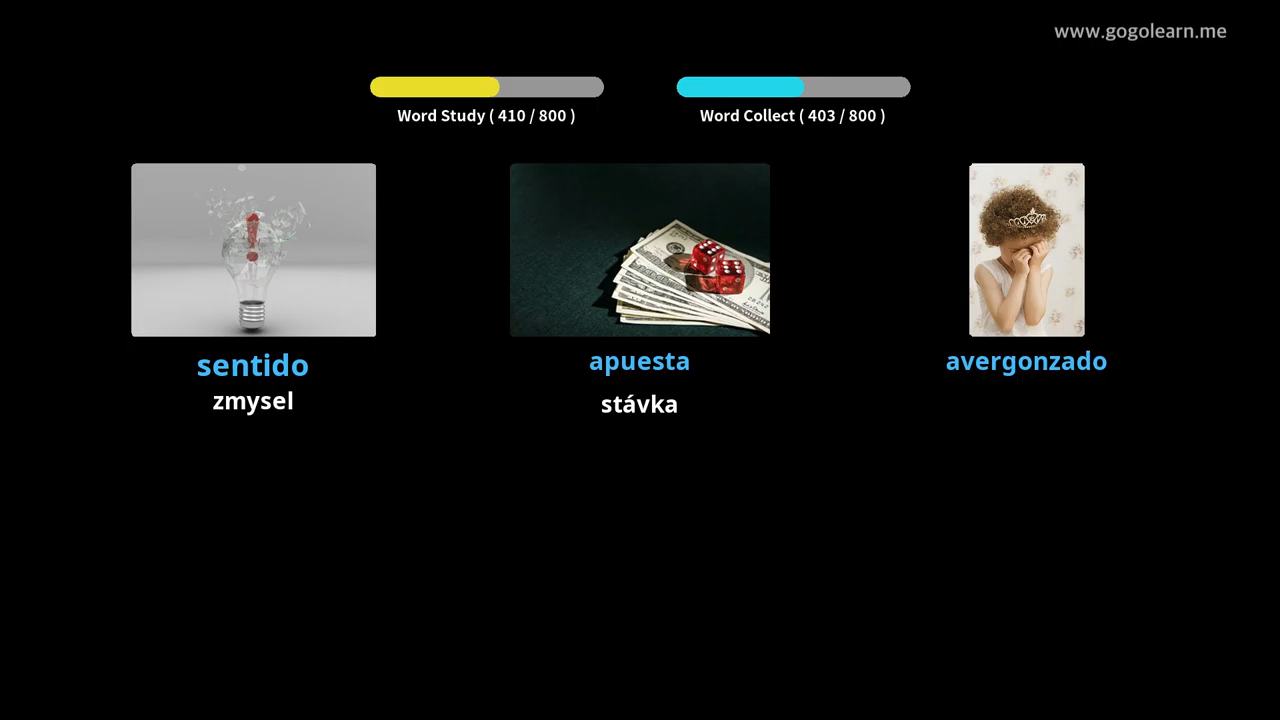 www.gogolearn.me
Word Study ( 410 / 800 )
Word Collect ( 403 / 800 )
sentido
zmysel
apuesta
stávka
avergonzado